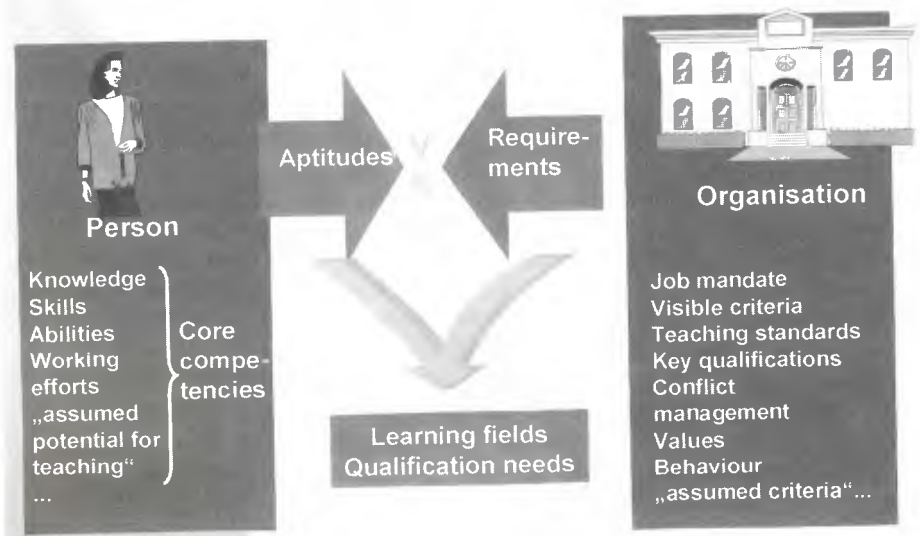 Aptitudes
Require-
ments
Person
Organisation
Knowledge
Skills
Abilities
Working
efforts
„assumed
potential for
teaching“
...
Core
compe-
tencies
Learning fields
Qualification needs
Job mandate
Visible criteria
Teaching standards
Key qualifications
Conflict
management
Values
Behaviour
„assumed criteria“...